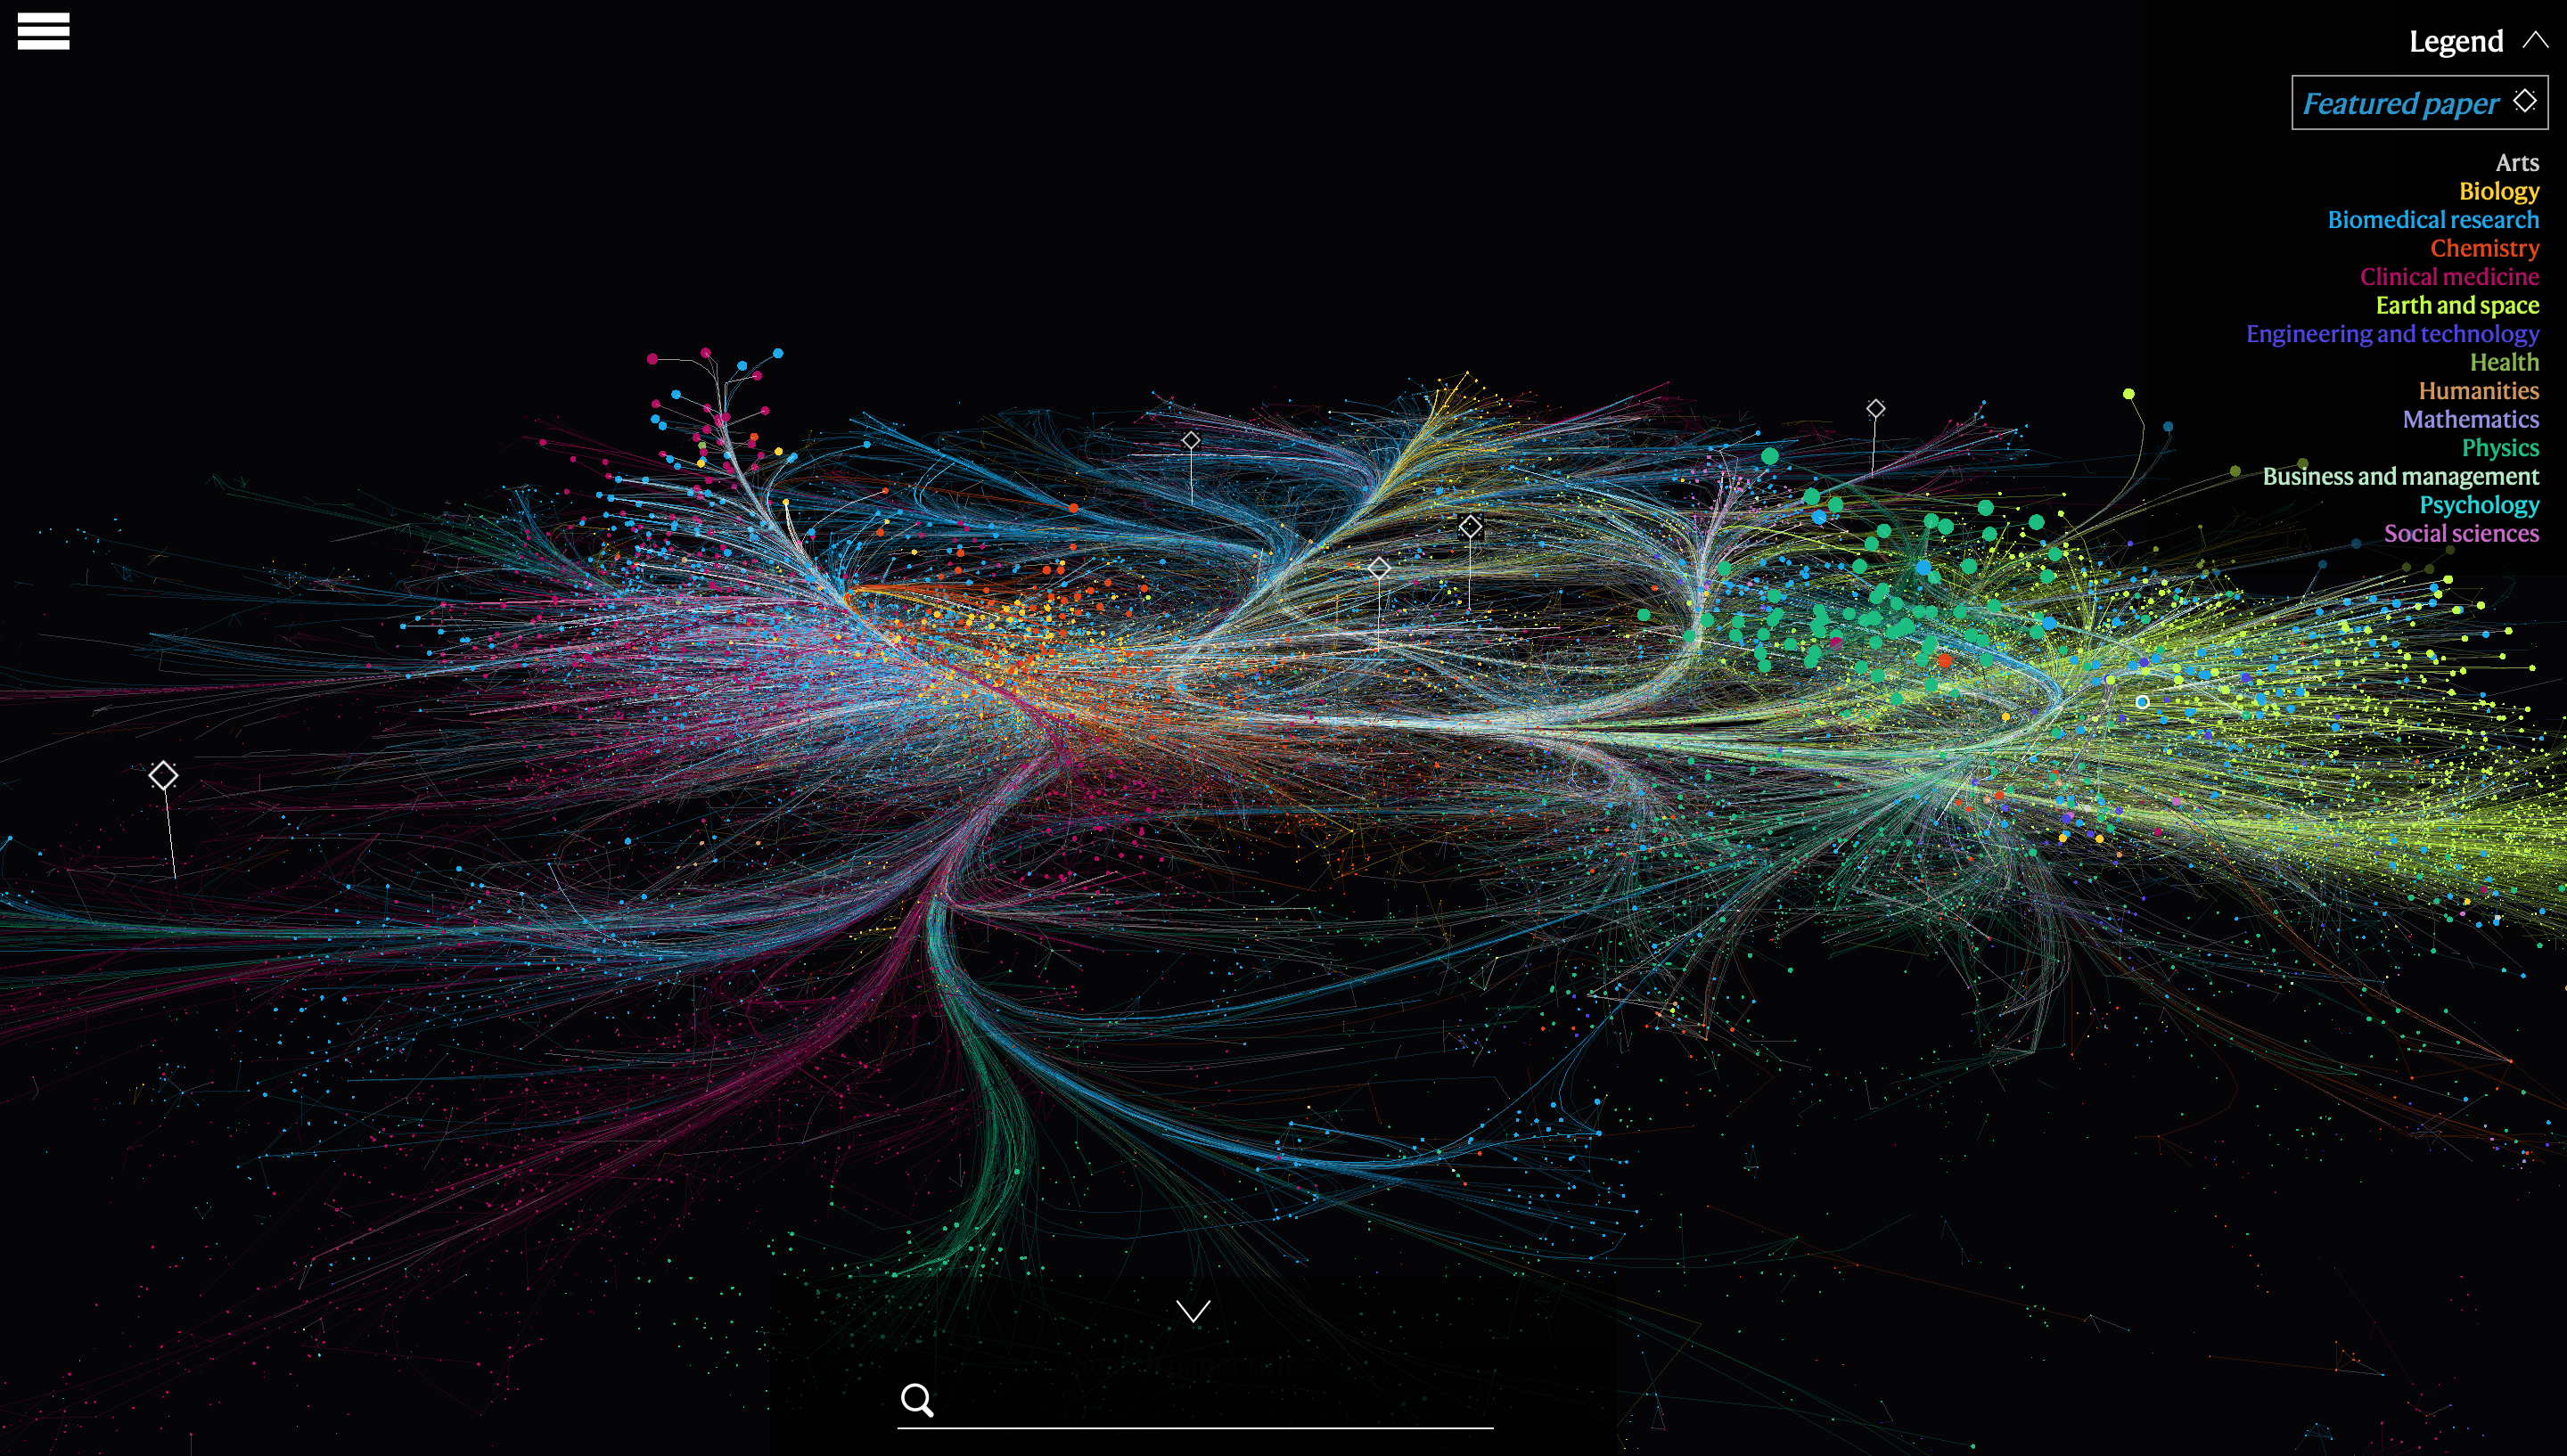 Legend
Featured paper
Arts
Biology
Biomedical research
Chemistry
Clinical medicine
Earth and space
Engineering and technology
Health
Humanities
Mathematics
Physics
Business and management
Psychology
Social sciences